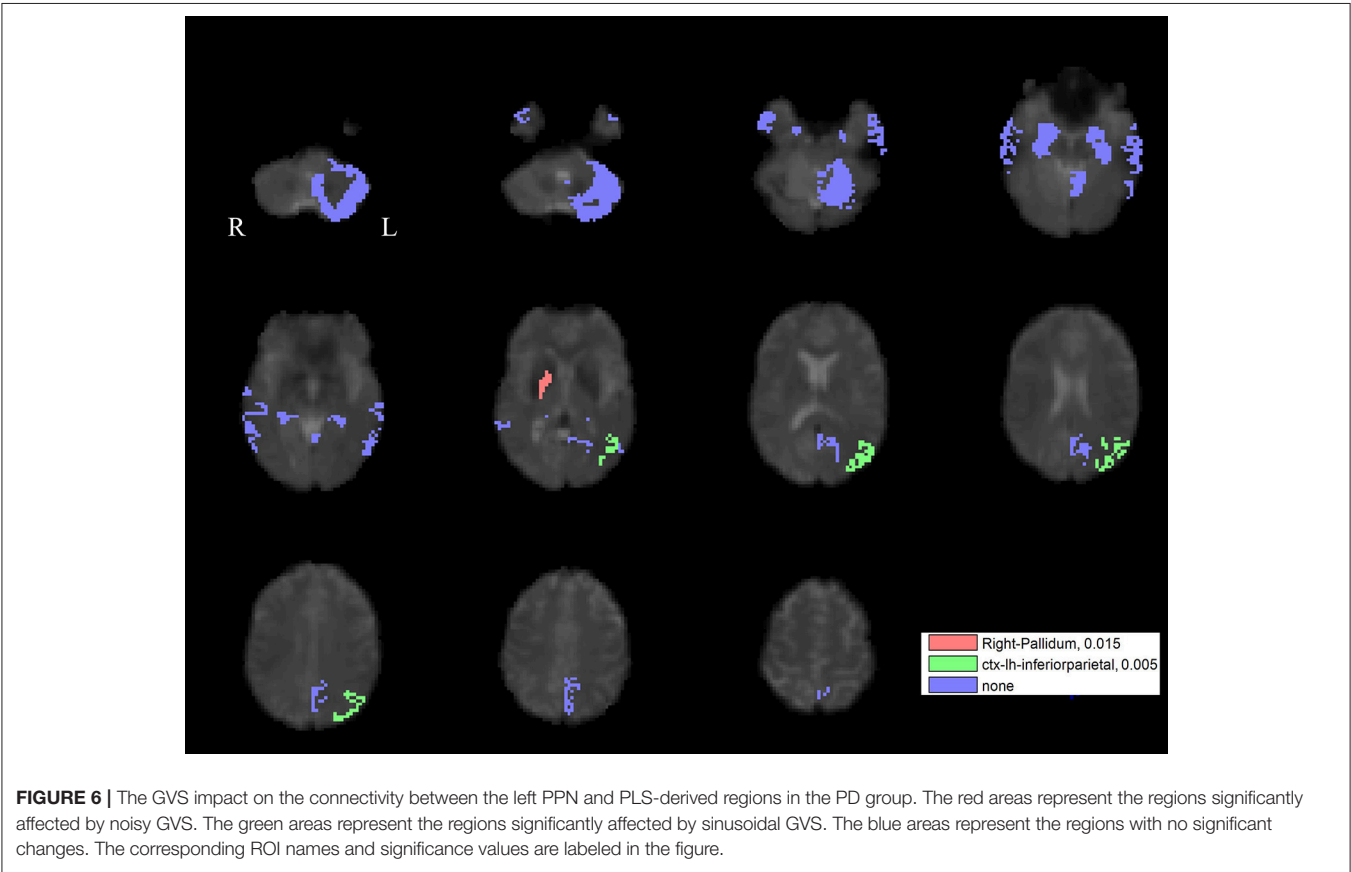 R
L
Right-Pallidum, 0.015
ctx-lh-inferiorparietal, 0.005
none
FIGURE 6 | The GVS impact on the connectivity between the left PPN and PLS-derived regions in the PD group. The red areas represent the regions significantly
affected by noisy GVS. The green areas represent the regions significantly affected by sinusoidal GVS. The blue areas represent the regions with no significant
changes. The corresponding ROI names and significance values are labeled in the figure.